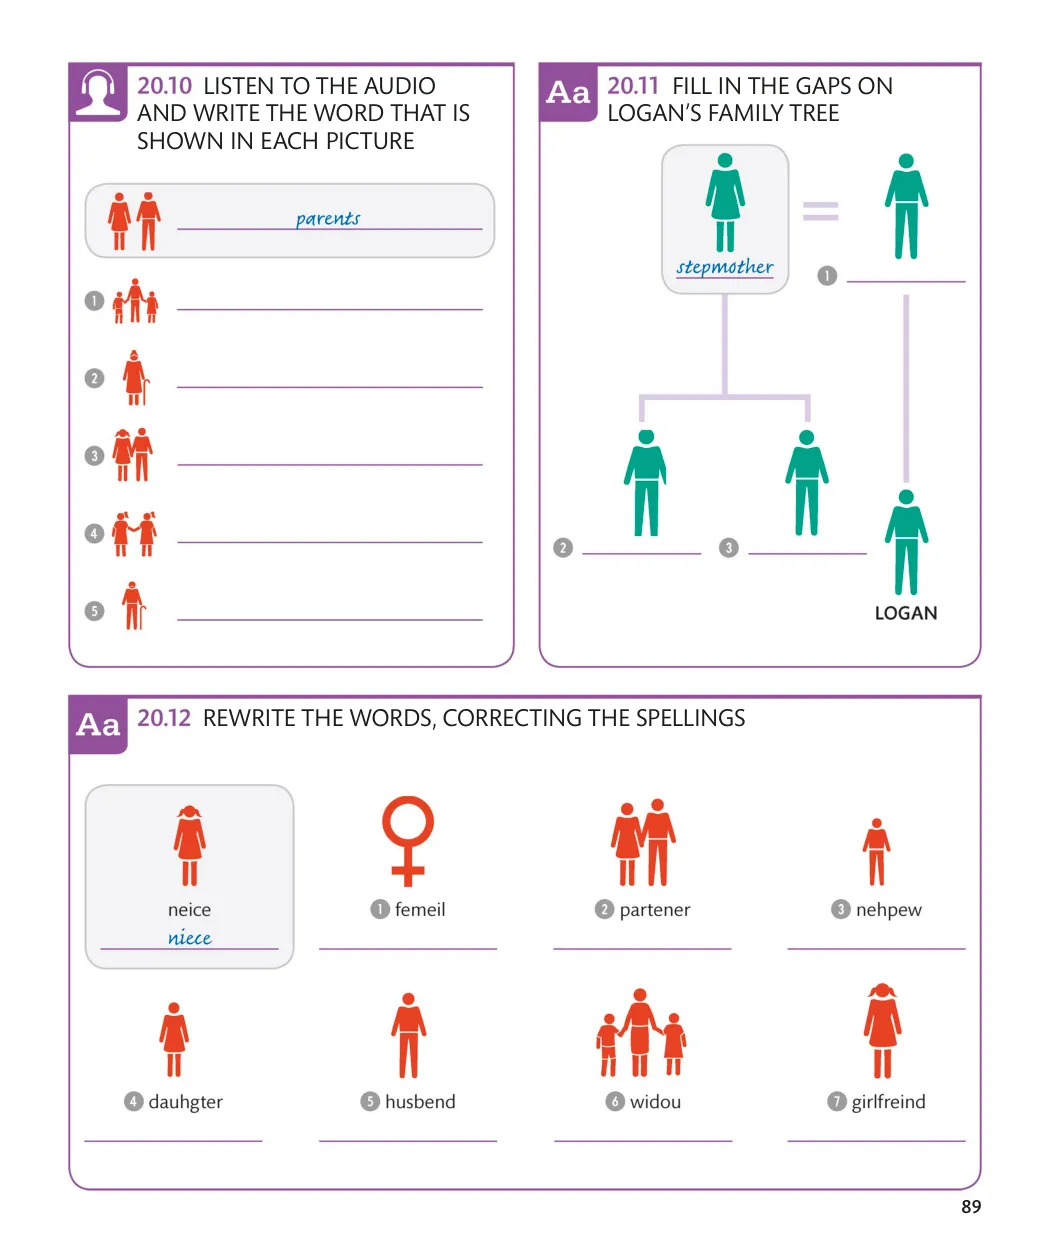 20.10 LISTEN TO THE AUDIO
AND WRITE THE WORD THAT IS
SHOWN IN EACH PICTURE
parents
1
2
3
4
5
Aa
20.11 FILL IN THE GAPS ON
LOGAN'S FAMILY TREE
stepmother
1
2
3
LOGAN
Aa
20.12 REWRITE THE WORDS, CORRECTING THE SPELLINGS
neice
niece
1 femeil
2 partener
3 nehpew
4 dauhgter
5 husbend
6 widou
7 girlfreind
89